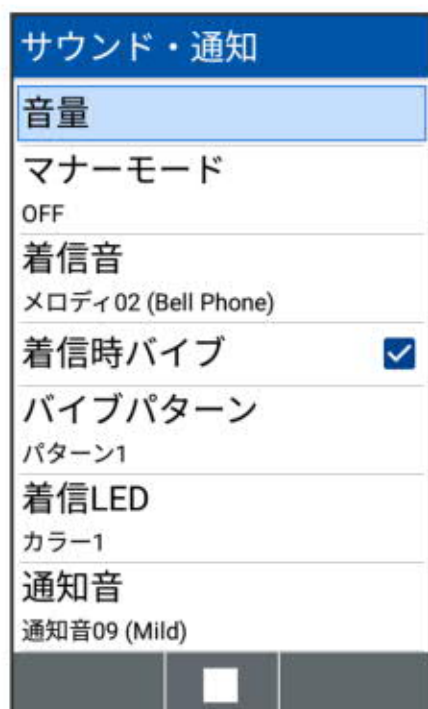 サウンド・通知
音量
マナーモード
OFF
着信音
メロディ02 (Bell Phone)
着信時バイブ
バイブパターン
パターン1
着信LED
カラー1
通知音
通知音09 (Mild)